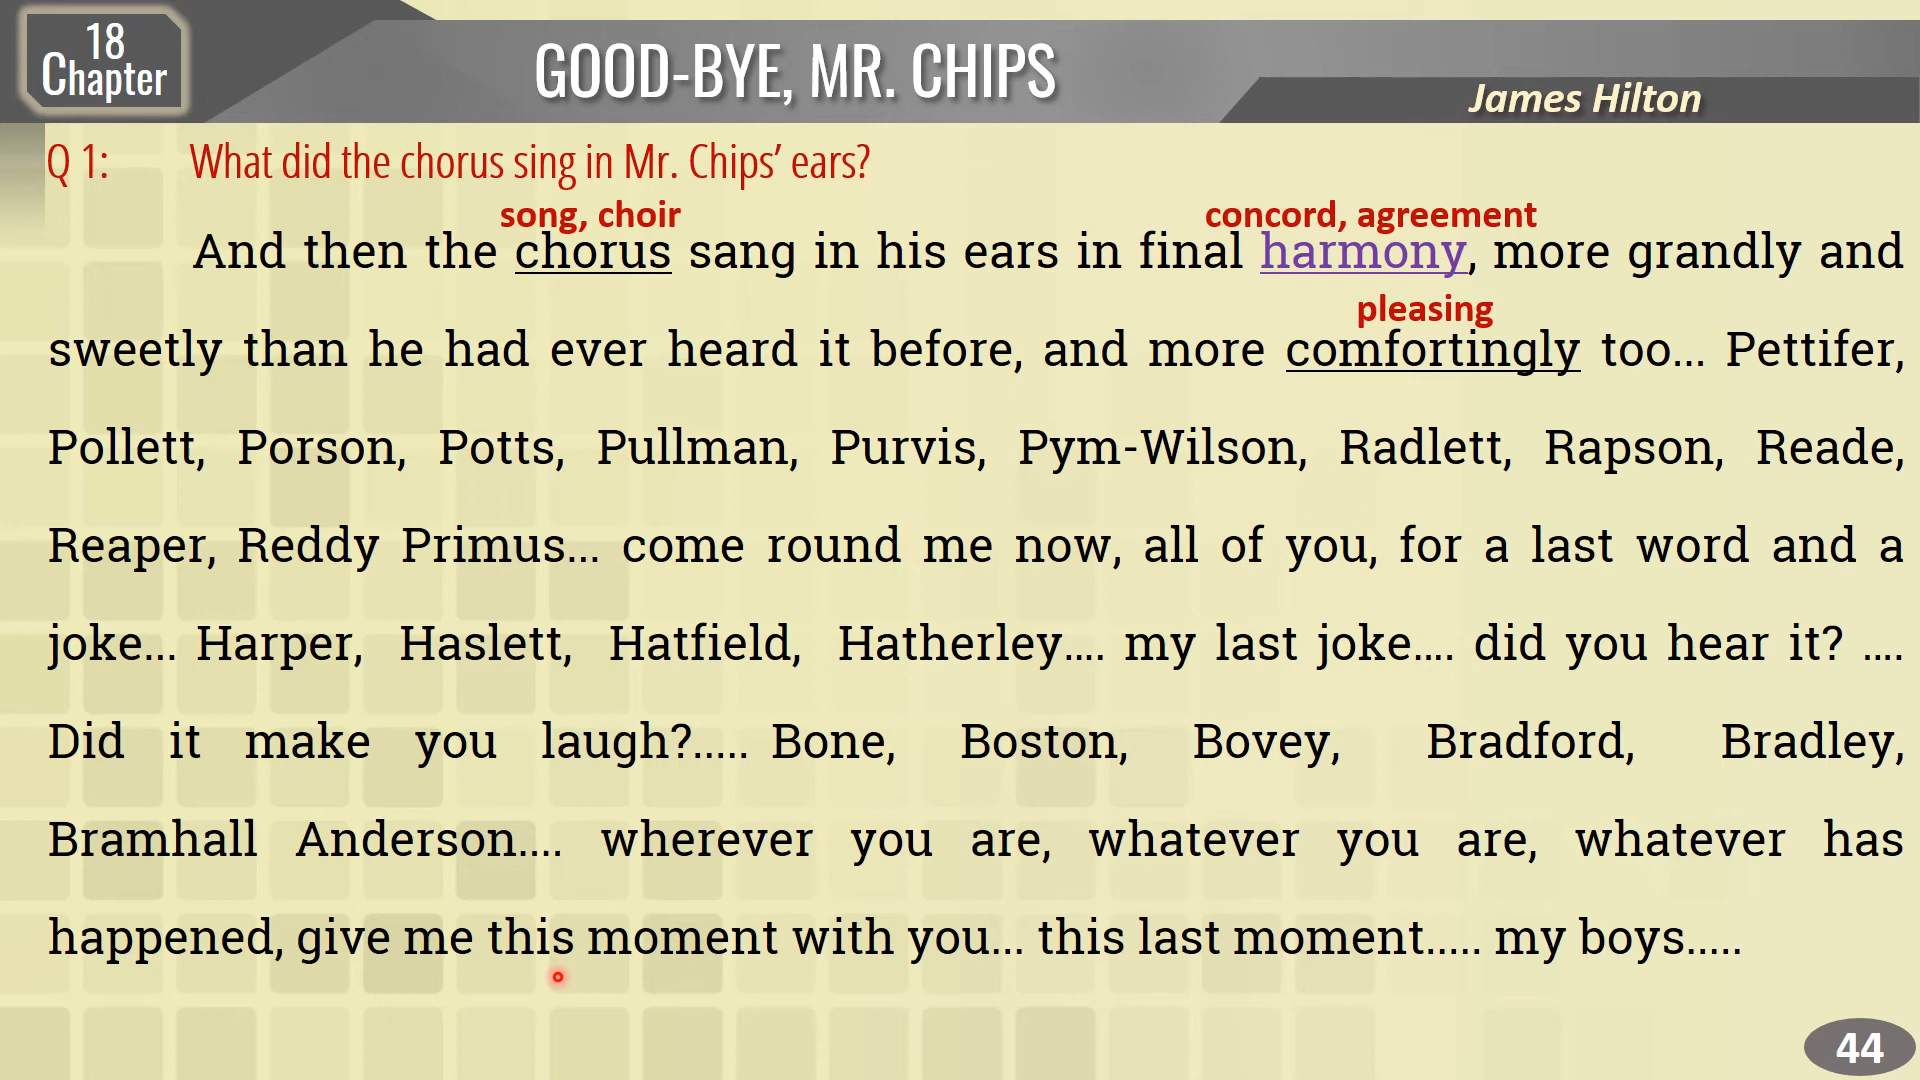 18
Chapter
GOOD-BYE, MR. CHIPS
James Hilton
Q 1: What did the chorus sing in Mr. Chips’ ears?
song, choir concord, agreement
And then the chorus sang in his ears in final harmony, more grandly and
pleasing
sweetly than he had ever heard it before, and more comfortingly too... Pettifer,
Pollett, Porson, Potts, Pullman, Purvis, Pym-Wilson, Radlett, Rapson, Reade,
Reaper, Reddy Primus... come round me now, all of you, for a last word and a
joke... Harper, Haslett, Hatfield, Hatherley.... my last joke.... did you hear it? ....
Did it make you laugh?..... Bone, Boston, Bovey, Bradford, Bradley,
Bramhall Anderson.... wherever you are, whatever you are, whatever has
happened, give me this moment with you... this last moment..... my boys.....
44